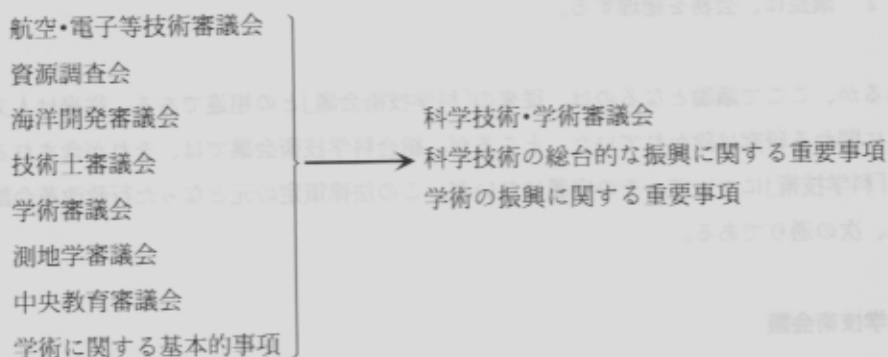 航空・電子等技術審議会
資源調査会
海洋開発審議会
技術士審議会
学術審議会
測地学審議会
中央教育審議会
学術に関する基本的事項
科学技術・学術審議会
科学技術の総台的な振興に関する重要事項
学術の振興に関する重要事項